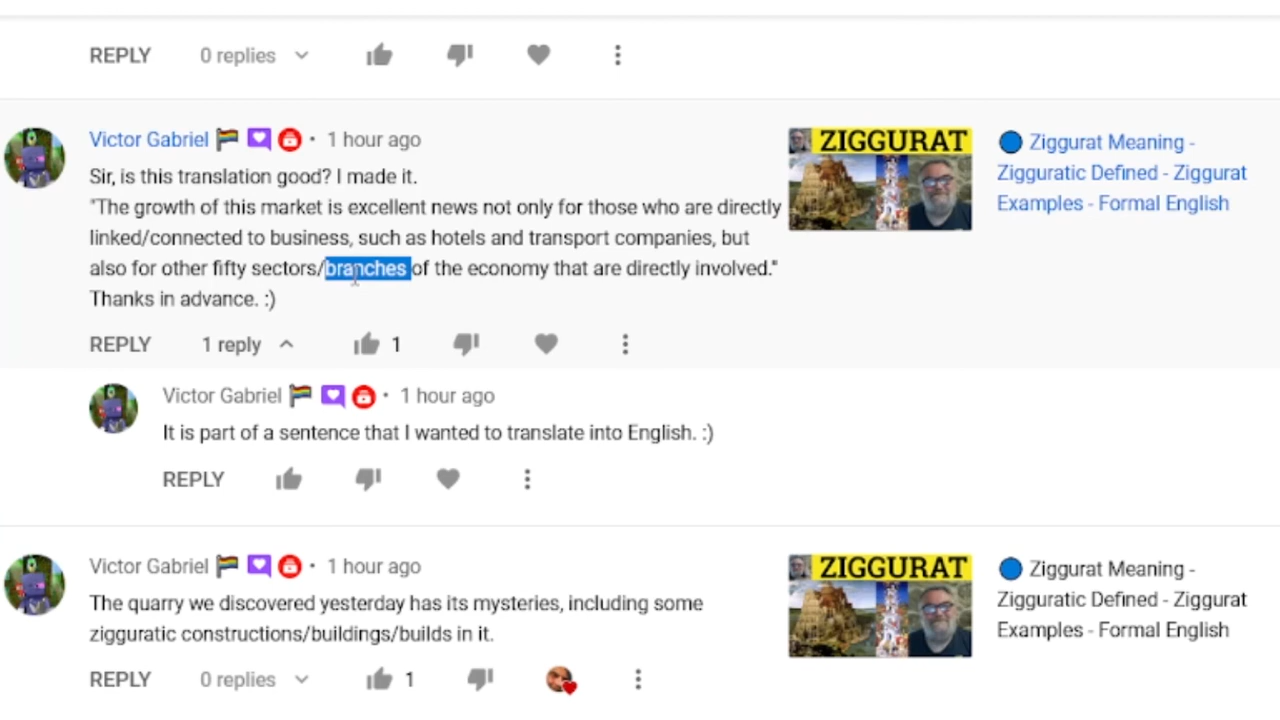 REPLY 0 replies
Victor Gabriel • 1 hour ago
Sir, is this translation good? I made it.
"The growth of this market is excellent news not only for those who are directly
linked/connected to business, such as hotels and transport companies, but
also for other fifty sectors/branches of the economy that are directly involved."
Thanks in advance. :)
ZIGGURAT
Ziggurat Meaning -
Zigguratic Defined - Ziggurat
Examples - Formal English
REPLY 1 reply 1
Victor Gabriel • 1 hour ago
It is part of a sentence that I wanted to translate into English. :)
REPLY
Victor Gabriel • 1 hour ago
The quarry we discovered yesterday has its mysteries, including some
zigguratic constructions/buildings/builds in it.
ZIGGURAT
Ziggurat Meaning -
Zigguratic Defined - Ziggurat
Examples - Formal English
REPLY 0 replies 1